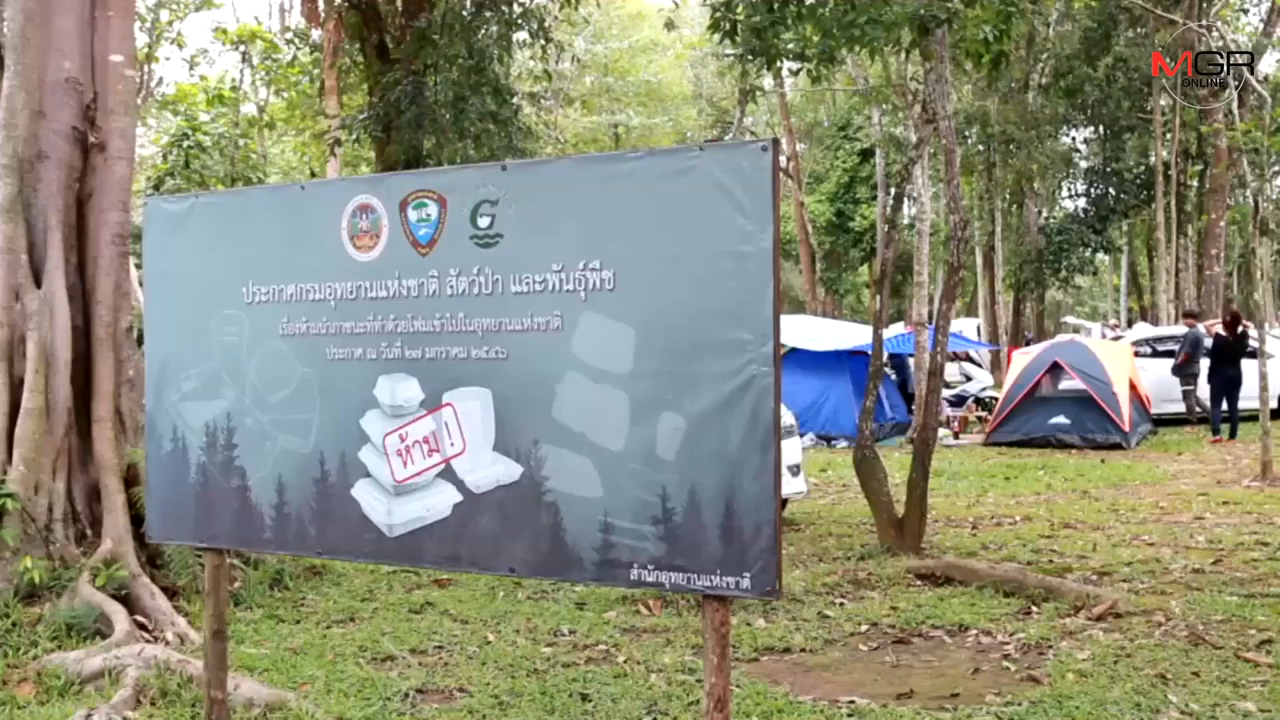 MGR
ONLINE
ประกาศกรมอุทยานแห่งชาติ สัตว์ป่า และพันธุ์พืช
เรื่องห้ามนำภาชนะที่ทำด้วยโฟมเข้าไปในอุทยานแห่งชาติ
ประกาศ ณ วันที่ ๒๗ มกราคม ๒๕๔๖
ห้าม !
สำนักอุทยานแห่งชาติ